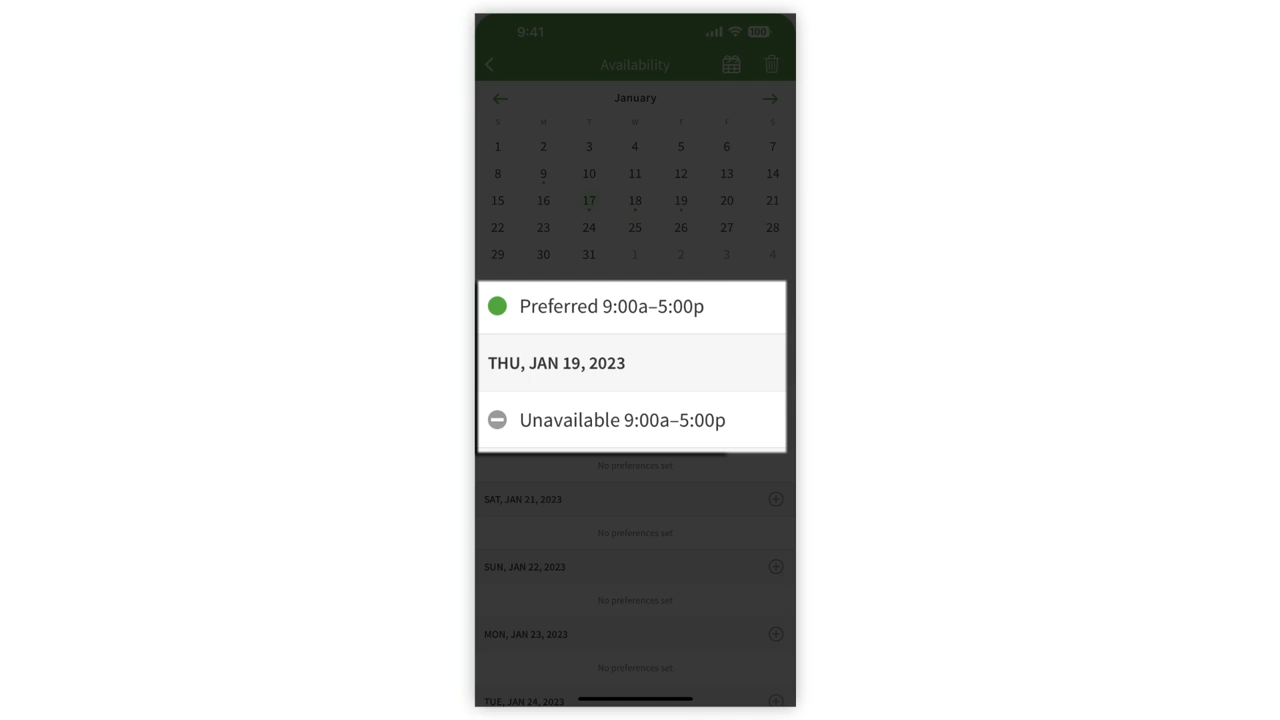 9:41
100
Availability
January
S M T W T F S
1 2 3 4 5 6 7
8 9 10 11 12 13 14
15 16 17 18 19 20 21
22 23 24 25 26 27 28
29 30 31 1 2 3 4
Preferred 9:00a–5:00p
THU, JAN 19, 2023
Unavailable 9:00a–5:00p
No preferences set
SAT, JAN 21, 2023
No preferences set
SUN, JAN 22, 2023
No preferences set
MON, JAN 23, 2023
No preferences set
TUE, JAN 24, 2023